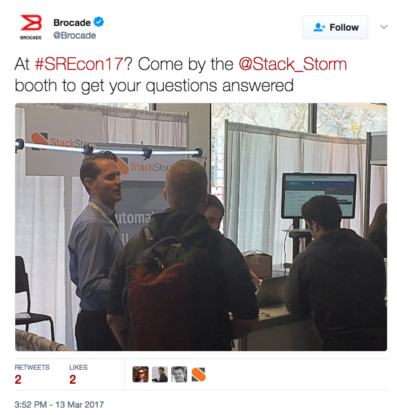 Brocade
@Brocade
BROCADE
Follow
At #SREcon17? Come by the @Stack_Storm
booth to get your questions answered
StackStorm
StackStorm
RETWEETS
LIKES
2
2
3:52 PM - 13 Mar 2017